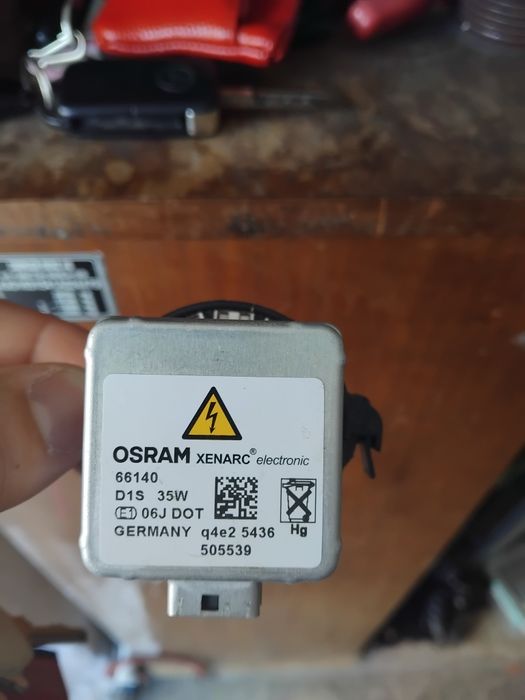 OSRAM XENARC® electronic
66140
D1S 35W
E1 06J DOT
Hg
GERMANY q4e2 5436
505539